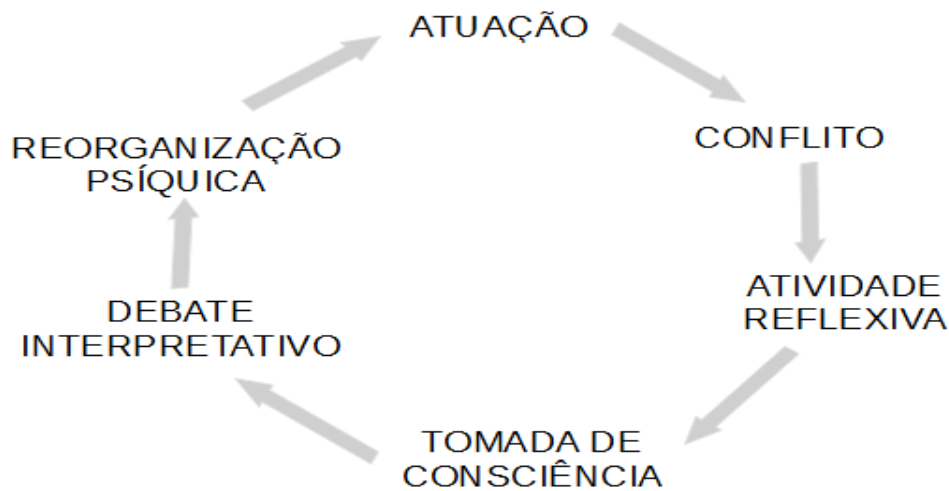 ATUAÇÃO
CONFLITO
ATIVIDADE
REFLEXIVA
TOMADA DE
CONSCIÊNCIA
DEBATE
INTERPRETATIVO
REORGANIZAÇÃO
PSÍQUICA